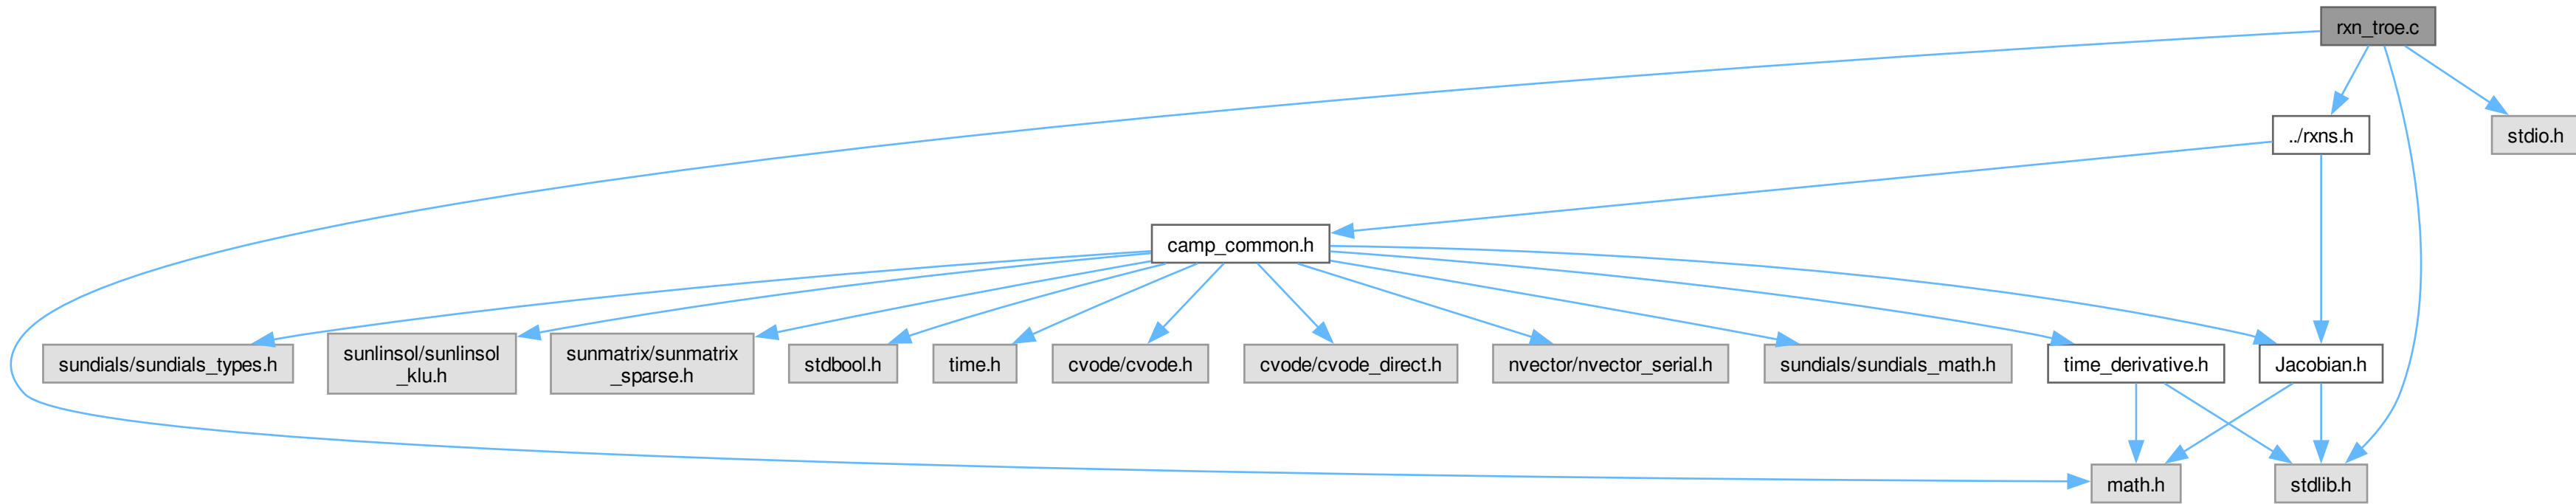 rxn_troe.c
../rxns.h
stdio.h
camp_common.h
sundials/sundials_types.h
sunlinsol/sunlinsol
_klu.h
sunmatrix/sunmatrix
_sparse.h
stdbool.h
time.h
cvode/cvode.h
cvode/cvode_direct.h
nvector/nvector_serial.h
sundials/sundials_math.h
time_derivative.h
Jacobian.h
math.h
stdlib.h